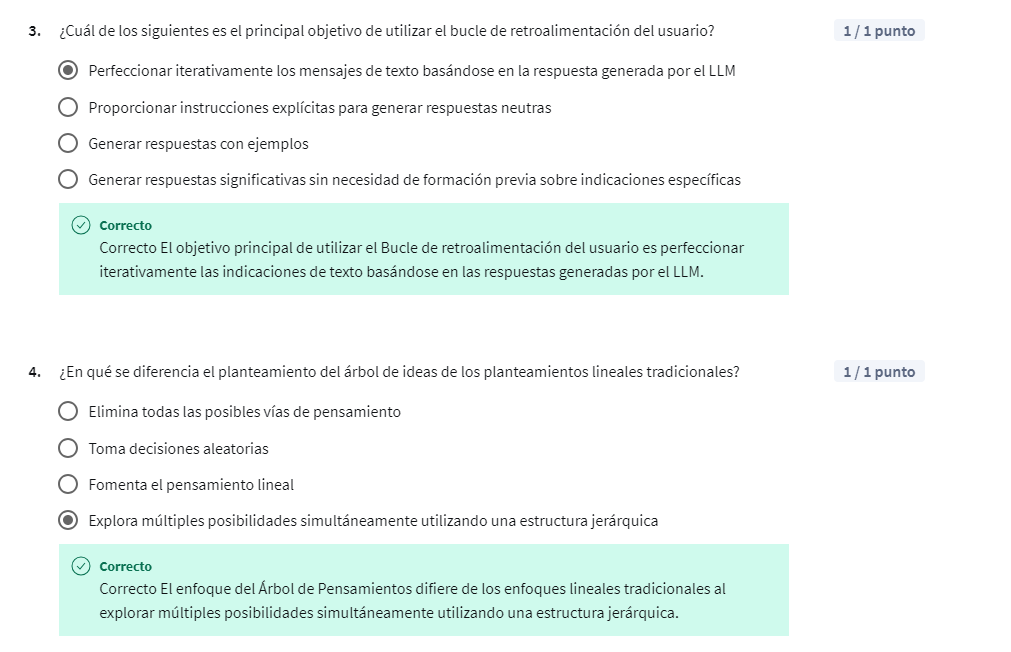 3. ¿Cuál de los siguientes es el principal objetivo de utilizar el bucle de retroalimentación del usuario? 1 / 1 punto
Perfeccionar iterativamente los mensajes de texto basándose en la respuesta generada por el LLM
Proporcionar instrucciones explícitas para generar respuestas neutras
Generar respuestas con ejemplos
Generar respuestas significativas sin necesidad de formación previa sobre indicaciones específicas
Correcto
Correcto El objetivo principal de utilizar el Bucle de retroalimentación del usuario es perfeccionar
iterativamente las indicaciones de texto basándose en las respuestas generadas por el LLM.
4. ¿En qué se diferencia el planteamiento del árbol de ideas de los planteamientos lineales tradicionales? 1 / 1 punto
Elimina todas las posibles vías de pensamiento
Toma decisiones aleatorias
Fomenta el pensamiento lineal
Explora múltiples posibilidades simultáneamente utilizando una estructura jerárquica
Correcto
Correcto El enfoque del Árbol de Pensamientos difiere de los enfoques lineales tradicionales al
explorar múltiples posibilidades simultáneamente utilizando una estructura jerárquica.